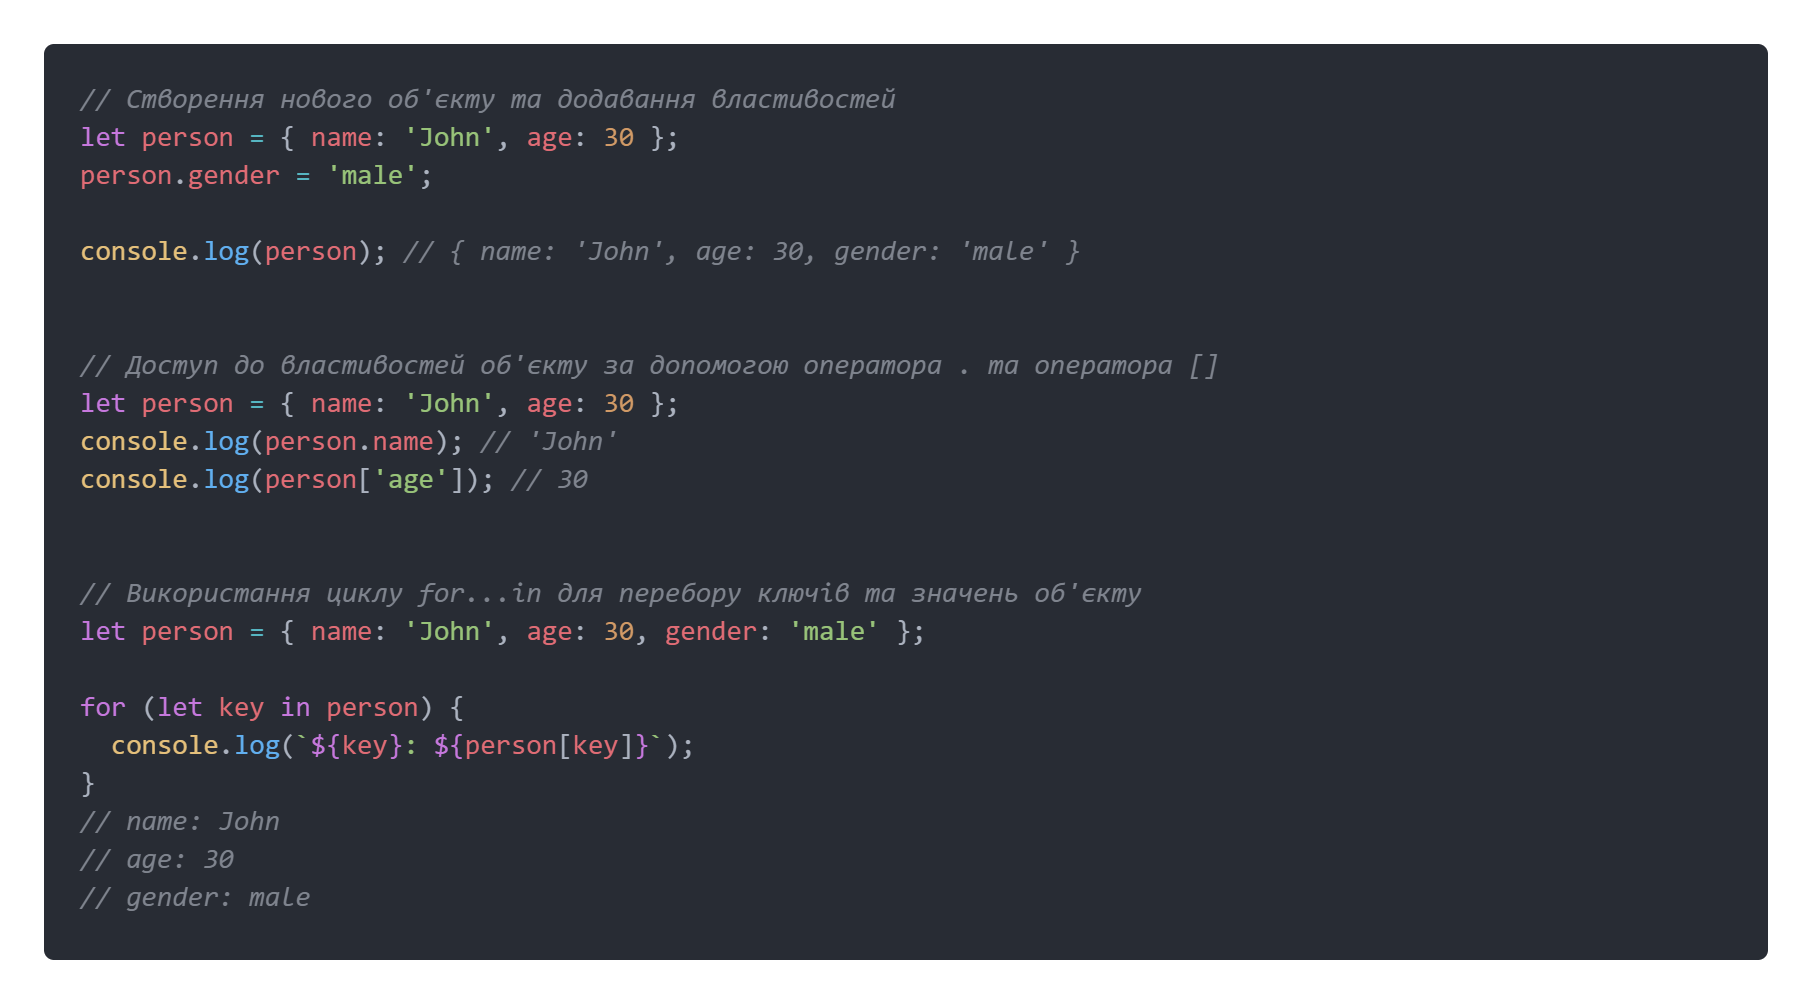 // Створення нового об'єкту та додавання властивостей
let person = { name: 'John', age: 30 };
person.gender = 'male';
console.log(person); // { name: 'John', age: 30, gender: 'male' }
// Доступ до властивостей об'єкту за допомогою оператора . та оператора []
let person = { name: 'John', age: 30 };
console.log(person.name); // 'John'
console.log(person['age']); // 30
// Використання циклу for...in для перебору ключів та значень об'єкту
let person = { name: 'John', age: 30, gender: 'male' };
for (let key in person) {
  console.log(`${key}: ${person[key]}`);
}
// name: John
// age: 30
// gender: male